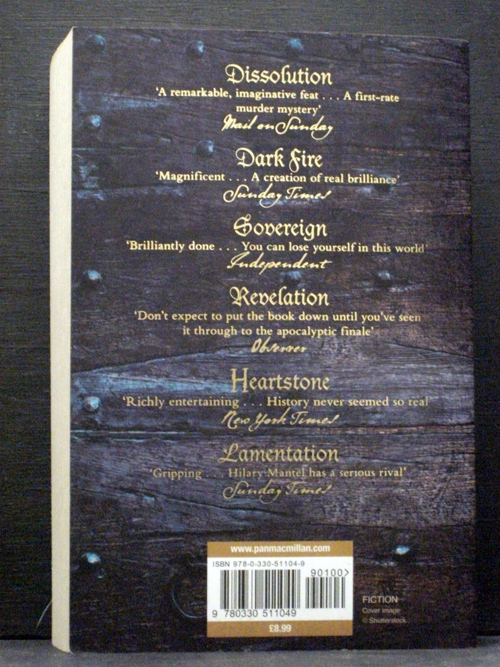 Dissolution
'A remarkable, imaginative feat . . . A first-rate
murder mystery'
Mail on Sunday
Dark Fire
'Magnificent . . . A creation of real brilliance'
Sunday Times
Sovereign
'Brilliantly done . . . You can lose yourself in this world'
Independent
Revelation
'Don't expect to put the book down until you've seen
it through to the apocalyptic finale'
Observer
Heartstone
'Richly entertaining . . . History never seemed so real'
New York Times
Lamentation
'Gripping . . . Hilary Mantel has a serious rival'
Sunday Times
www.panmacmillan.com
ISBN 978-0-330-51104-9
90100>
9 780330 511049
£8.99
FICTION
Cover image
© Shutterstock